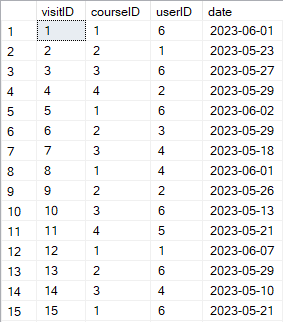 visitID courseID userID date
1 1 1 6 2023-06-01
2 2 2 1 2023-05-23
3 3 3 6 2023-05-27
4 4 4 2 2023-05-29
5 5 1 6 2023-06-02
6 6 2 3 2023-05-29
7 7 3 4 2023-05-18
8 8 1 4 2023-06-01
9 9 2 2 2023-05-26
10 10 3 6 2023-05-13
11 11 4 5 2023-05-21
12 12 1 1 2023-06-07
13 13 2 6 2023-05-29
14 14 3 4 2023-05-10
15 15 1 6 2023-05-21